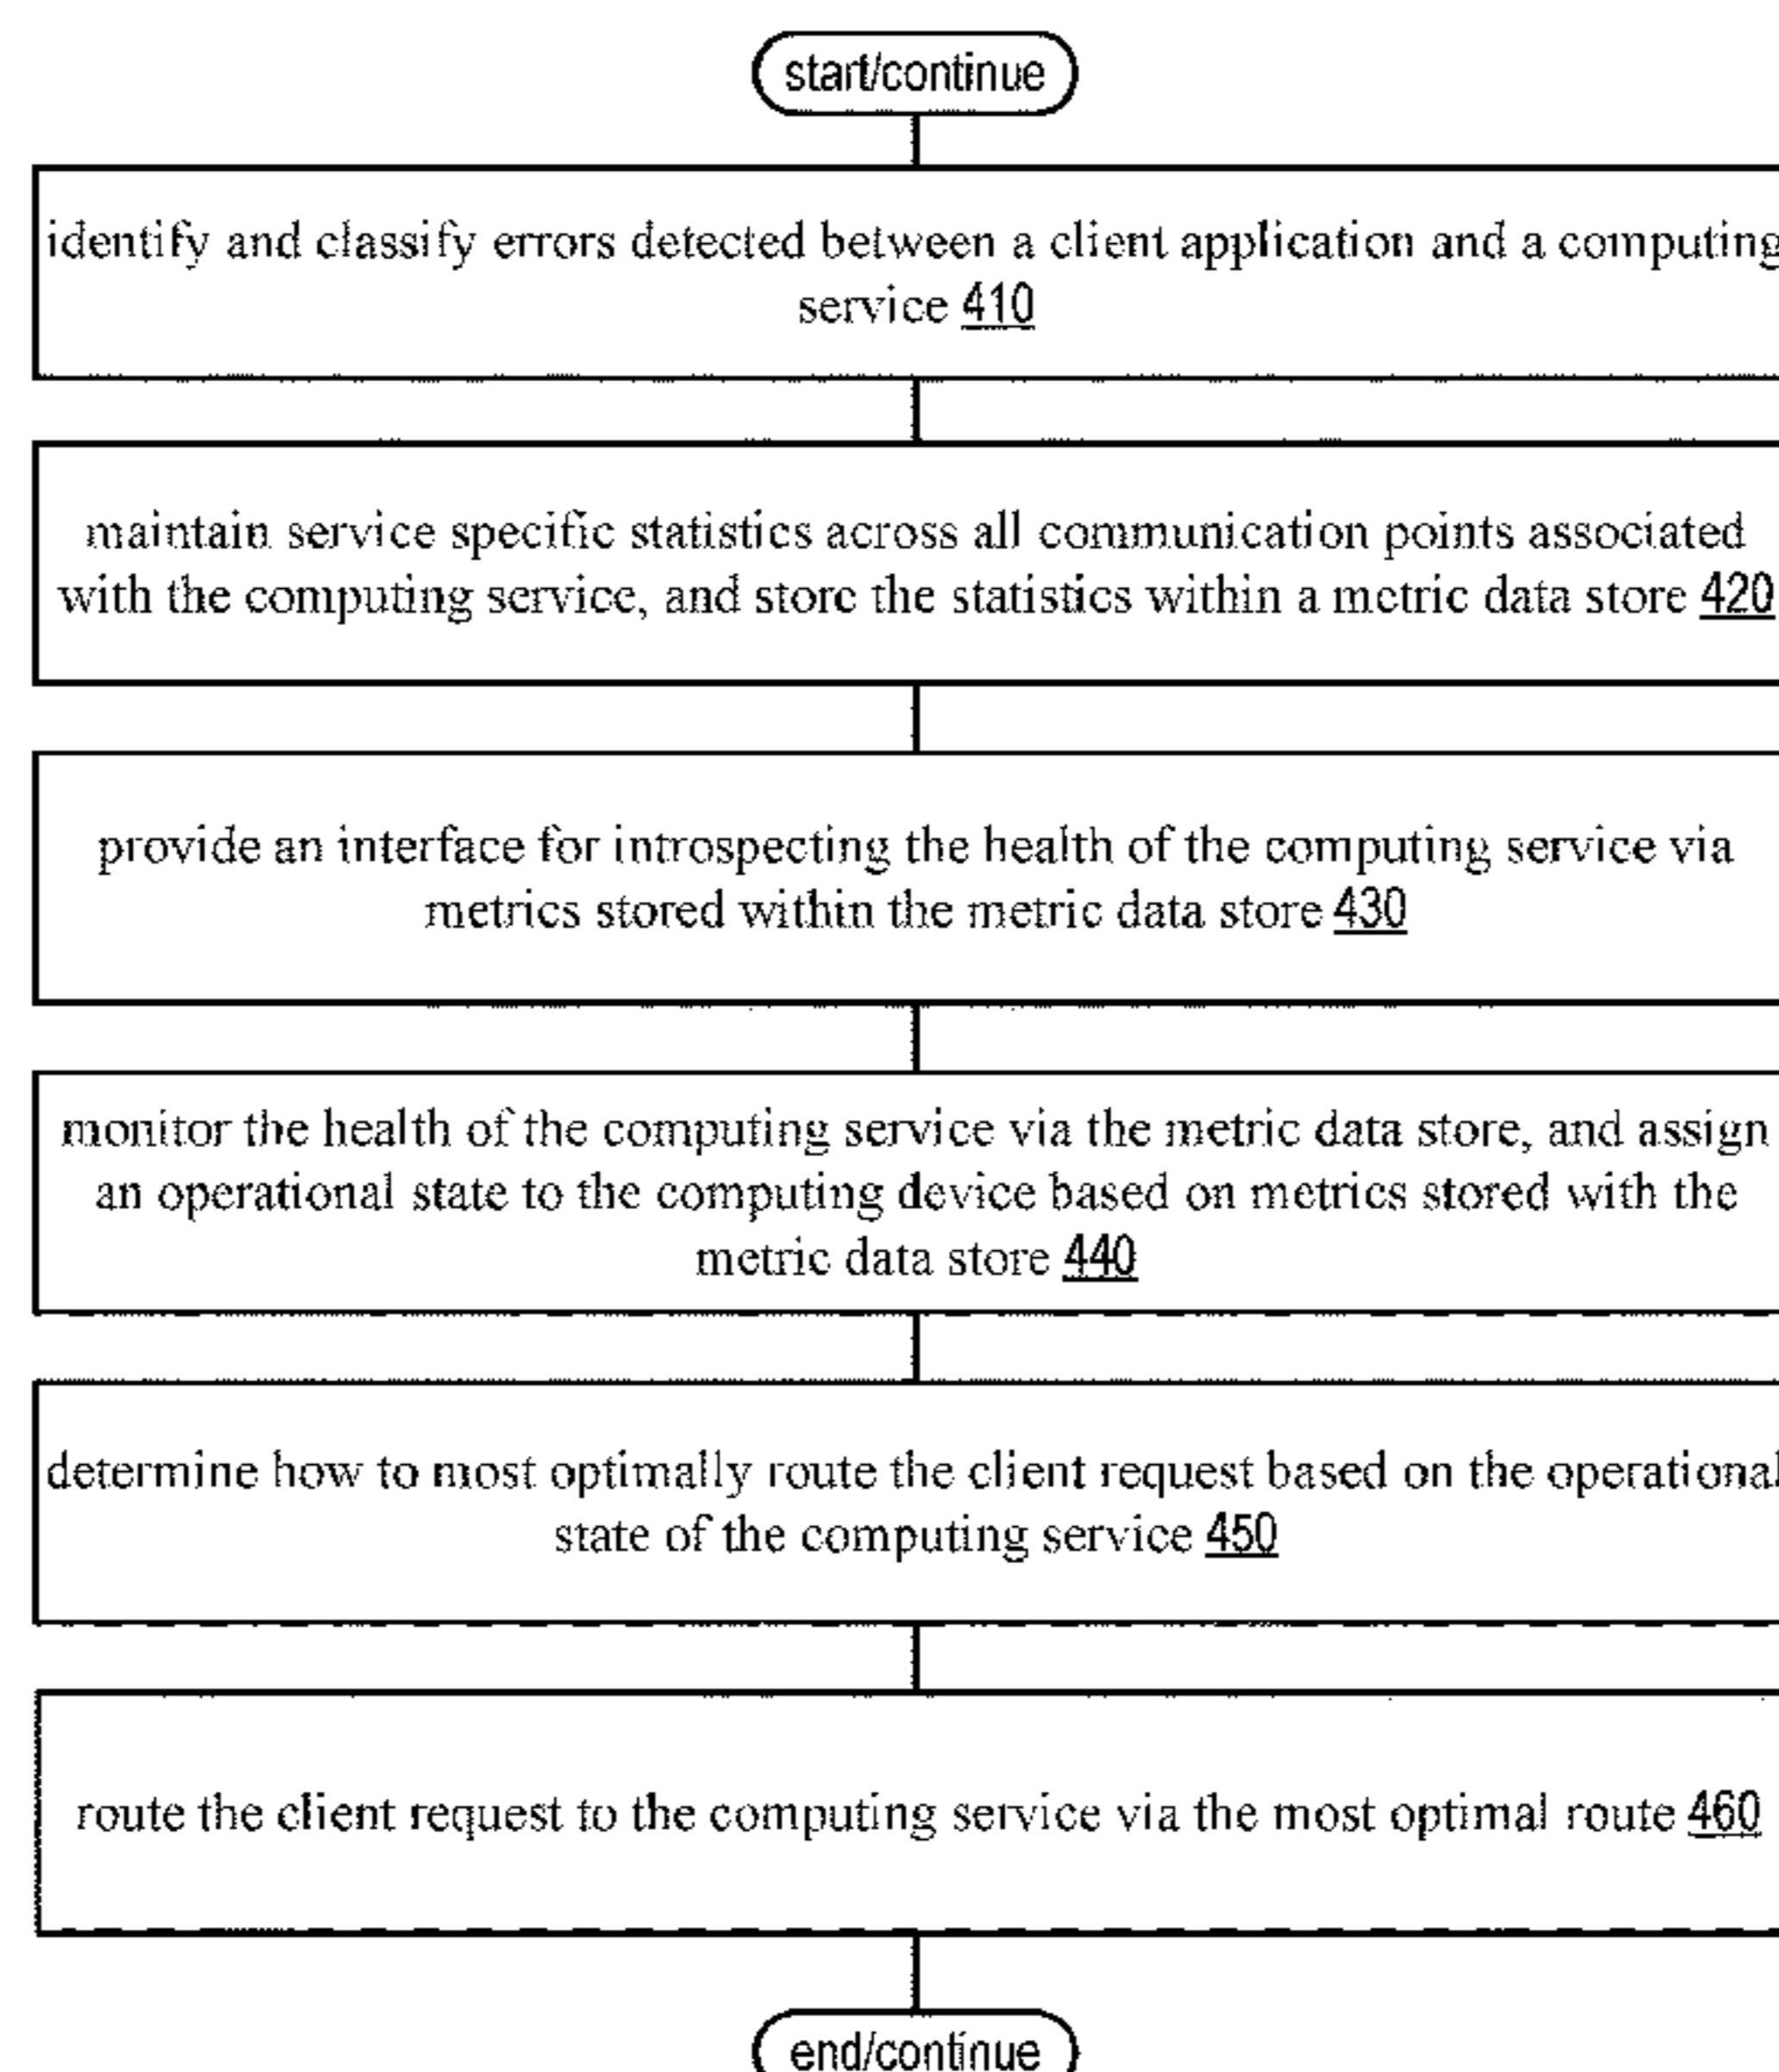 start/continue
identify and classify errors detected between a client application and a computing
service 410
maintain service specific statistics across all communication points associated
with the computing service, and store the statistics within a metric data store 420
provide an interface for introspecting the health of the computing service via
metrics stored within the metric data store 430
monitor the health of the computing service via the metric data store, and assign
an operational state to the computing device based on metrics stored with the
metric data store 440
determine how to most optimally route the client request based on the operational
state of the computing service 450
route the client request to the computing service via the most optimal route 460
end/continue